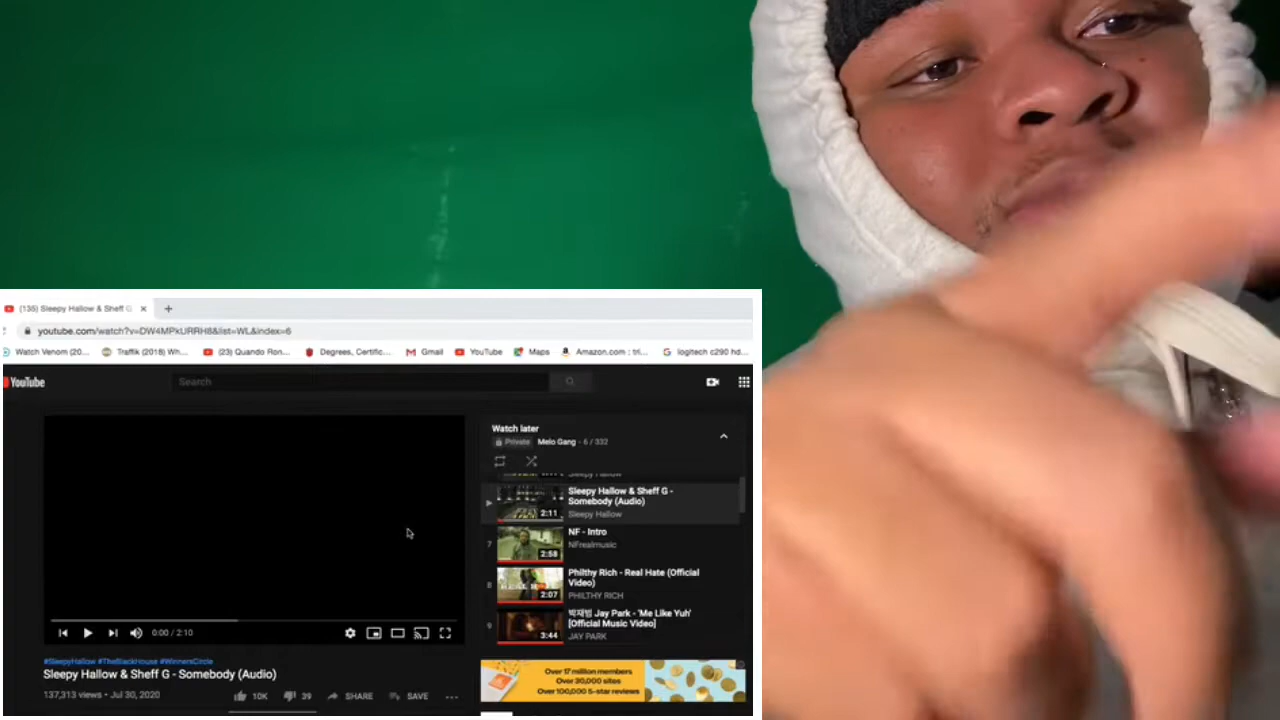 (135) Sleepy Hallow & Sheff G
youtube.com/watch?v=DW4MPkURRH8&list=WL&index=6
Watch Venom (20... Traffik (2018) Wh... (23) Quando Ron... Degrees, Certific... Gmail YouTube Maps Amazon.com : tri... logitech c290 hd...
YouTube
Search
Watch later
Private Melo Gang - 6 / 332
Sleepy Hallow
Sleepy Hallow & Sheff G -
Somebody (Audio)
Sleepy Hallow
2:11
7
NF - Intro
NFrealmusic
2:58
8
Philthy Rich - Real Hate (Official
Video)
PHILTHY RICH
2:07
9
박재범 Jay Park - 'Me Like Yuh'
[Official Music Video]
JAY PARK
3:44
0:00 / 2:10
#SleepyHallow #TheBlackHouse #WinnersCircle
Sleepy Hallow & Sheff G - Somebody (Audio)
137,313 views • Jul 30, 2020
10K 39 SHARE SAVE
Over 17 million members
Over 30,000 sites
Over 100,000 5-star reviews